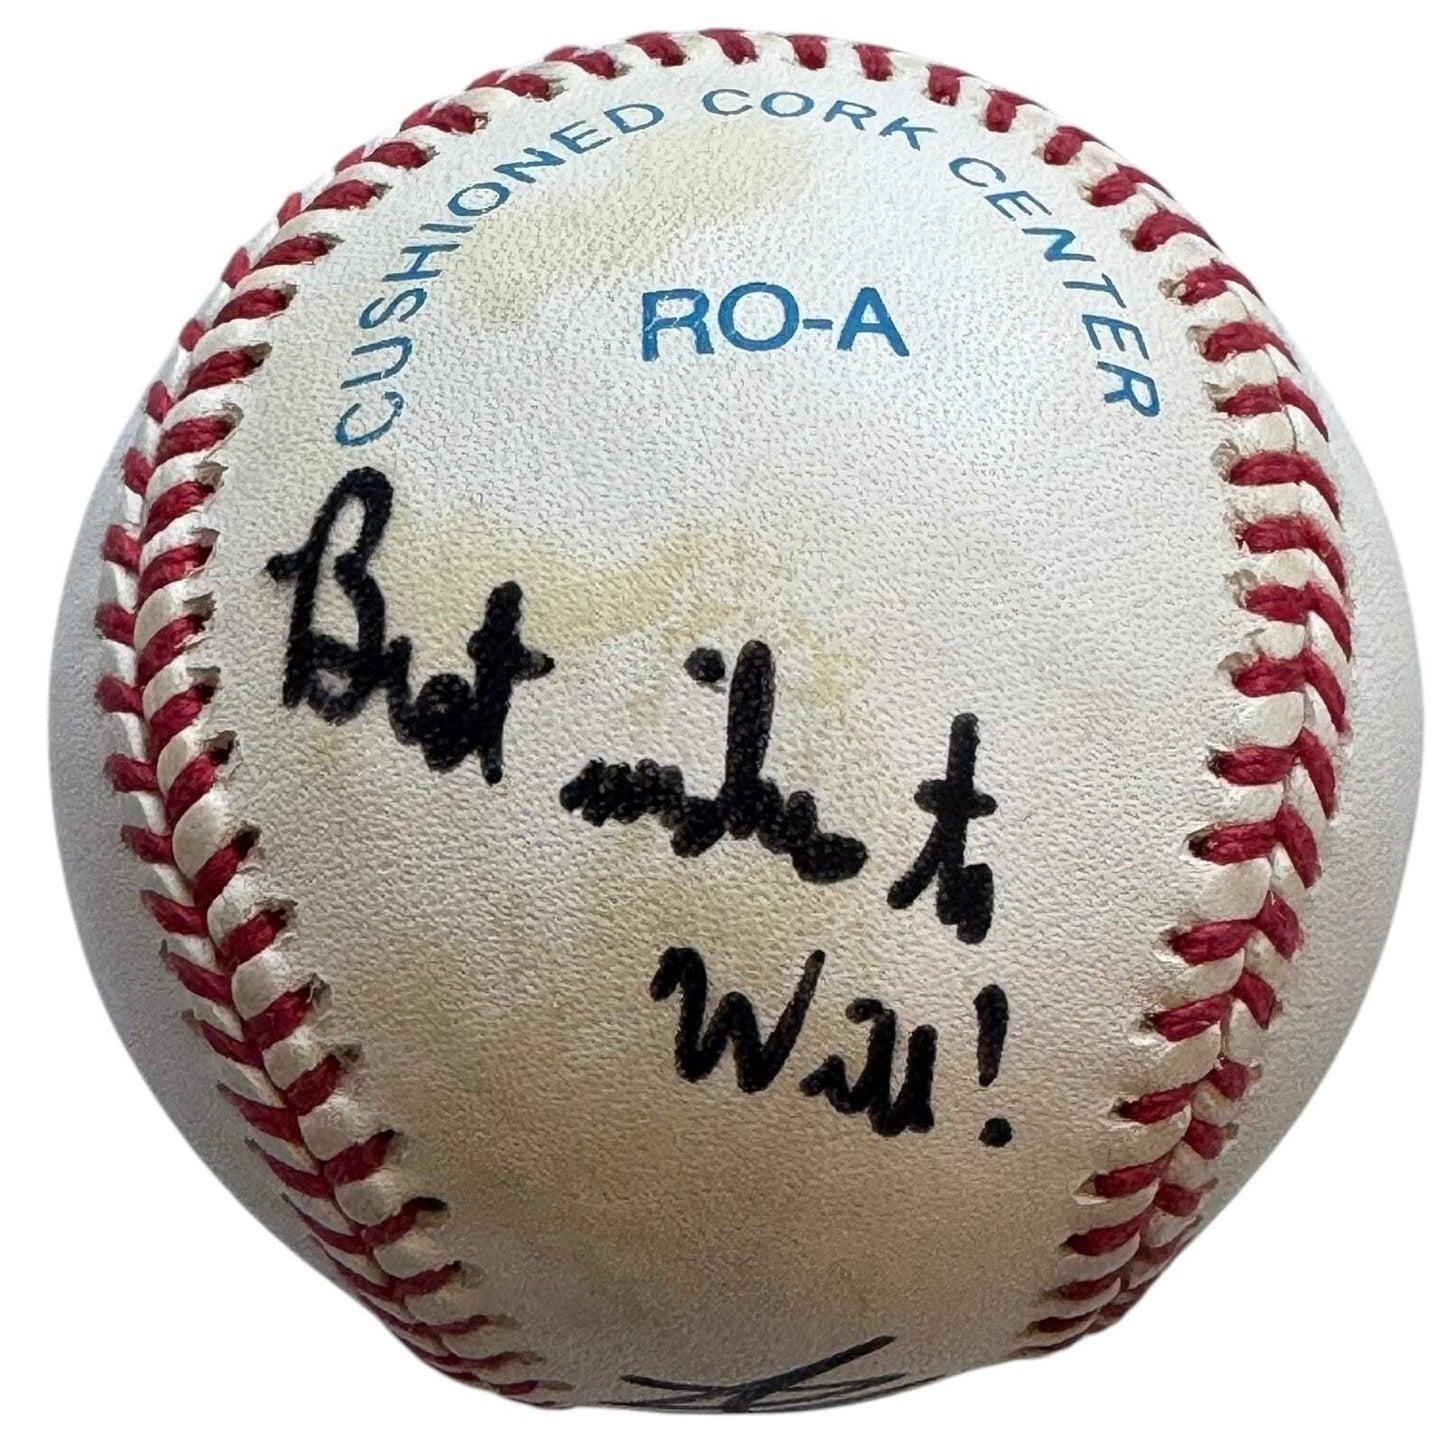 CUSHIONED CORK CENTER
RO-A
Best wishes to
Will!